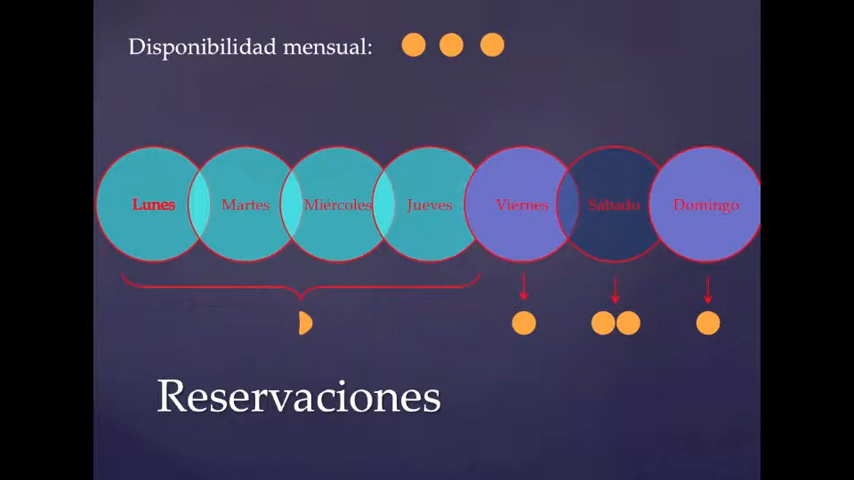 Disponibilidad mensual:
Lunes Martes Miércoles Jueves Viernes Sábado Domingo
Reservaciones